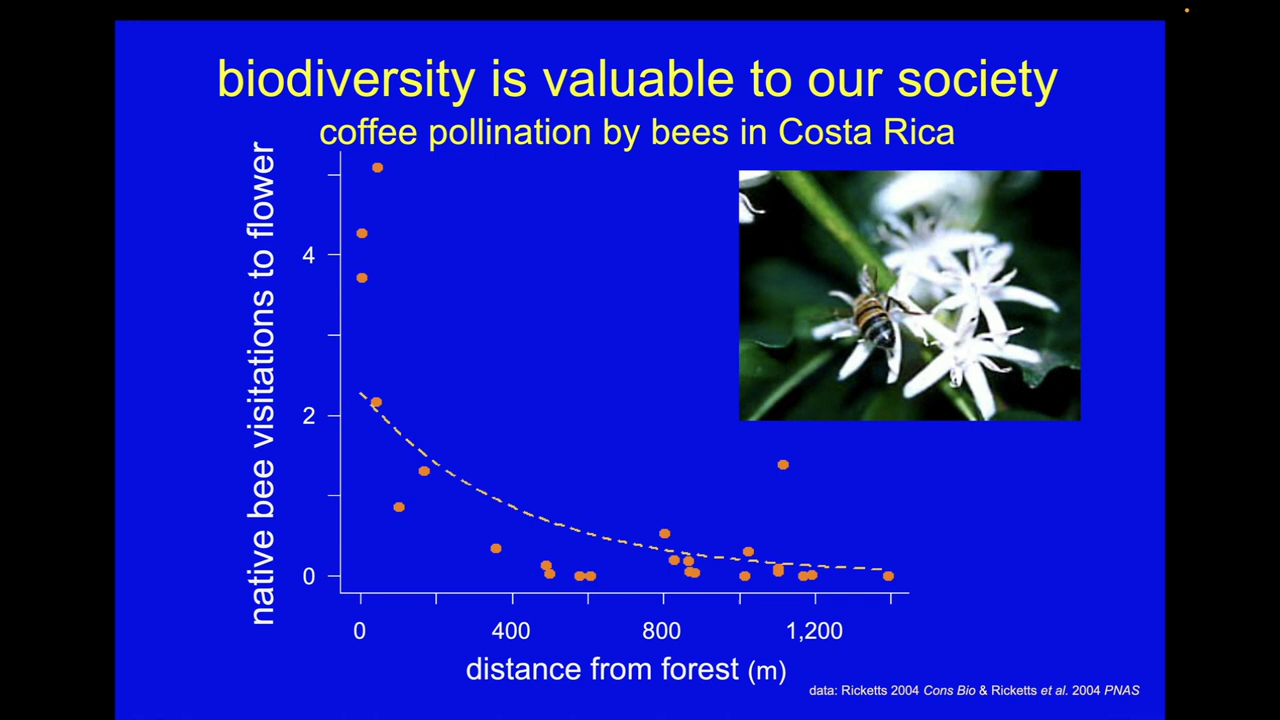 biodiversity is valuable to our society
coffee pollination by bees in Costa Rica
native bee visitations to flower
4
2
0
0 400 800 1,200
distance from forest (m)
data: Ricketts 2004 Cons Bio & Ricketts et al. 2004 PNAS